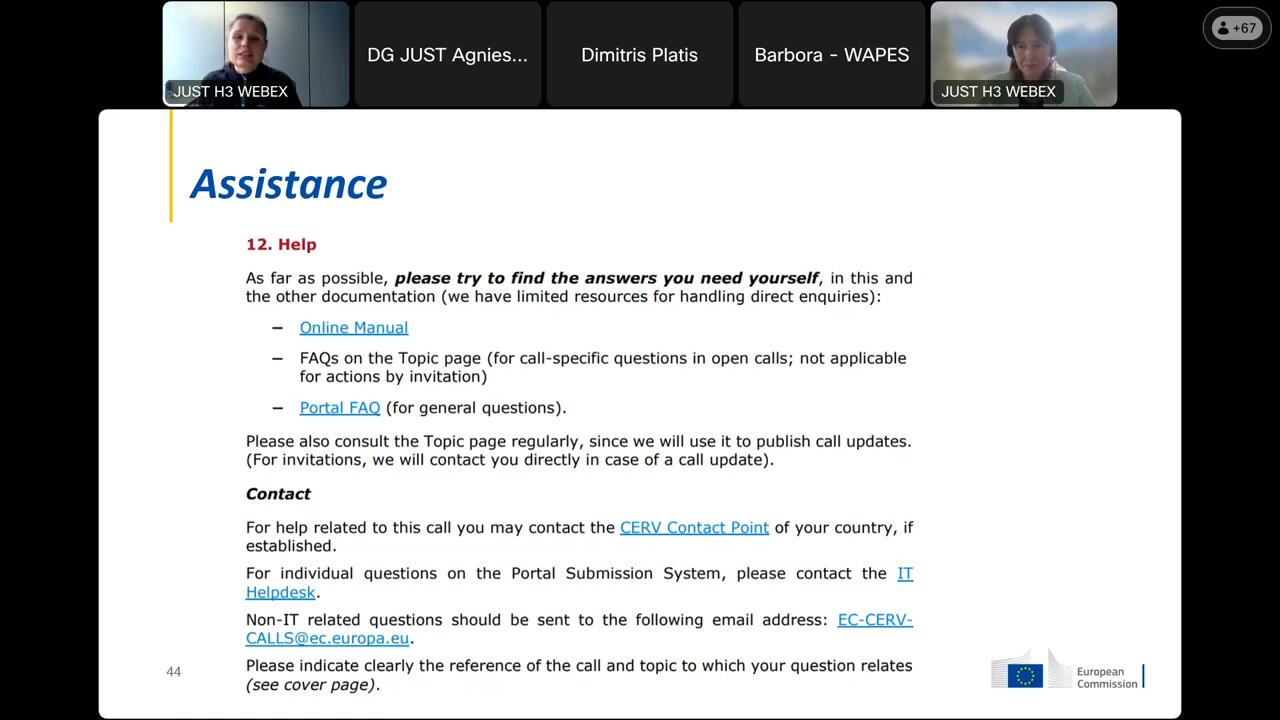 JUST H3 WEBEX
DG JUST Agnies...
Dimitris Platis
Barbora - WAPES
JUST H3 WEBEX
+67
Assistance
12. Help
As far as possible, please try to find the answers you need yourself, in this and
the other documentation (we have limited resources for handling direct enquiries):
– Online Manual
– FAQs on the Topic page (for call-specific questions in open calls; not applicable
for actions by invitation)
– Portal FAQ (for general questions).
Please also consult the Topic page regularly, since we will use it to publish call updates.
(For invitations, we will contact you directly in case of a call update).
Contact
For help related to this call you may contact the CERV Contact Point of your country, if
established.
For individual questions on the Portal Submission System, please contact the IT
Helpdesk.
Non-IT related questions should be sent to the following email address: EC-CERV-
CALLS@ec.europa.eu.
Please indicate clearly the reference of the call and topic to which your question relates
(see cover page).
44
European
Commission